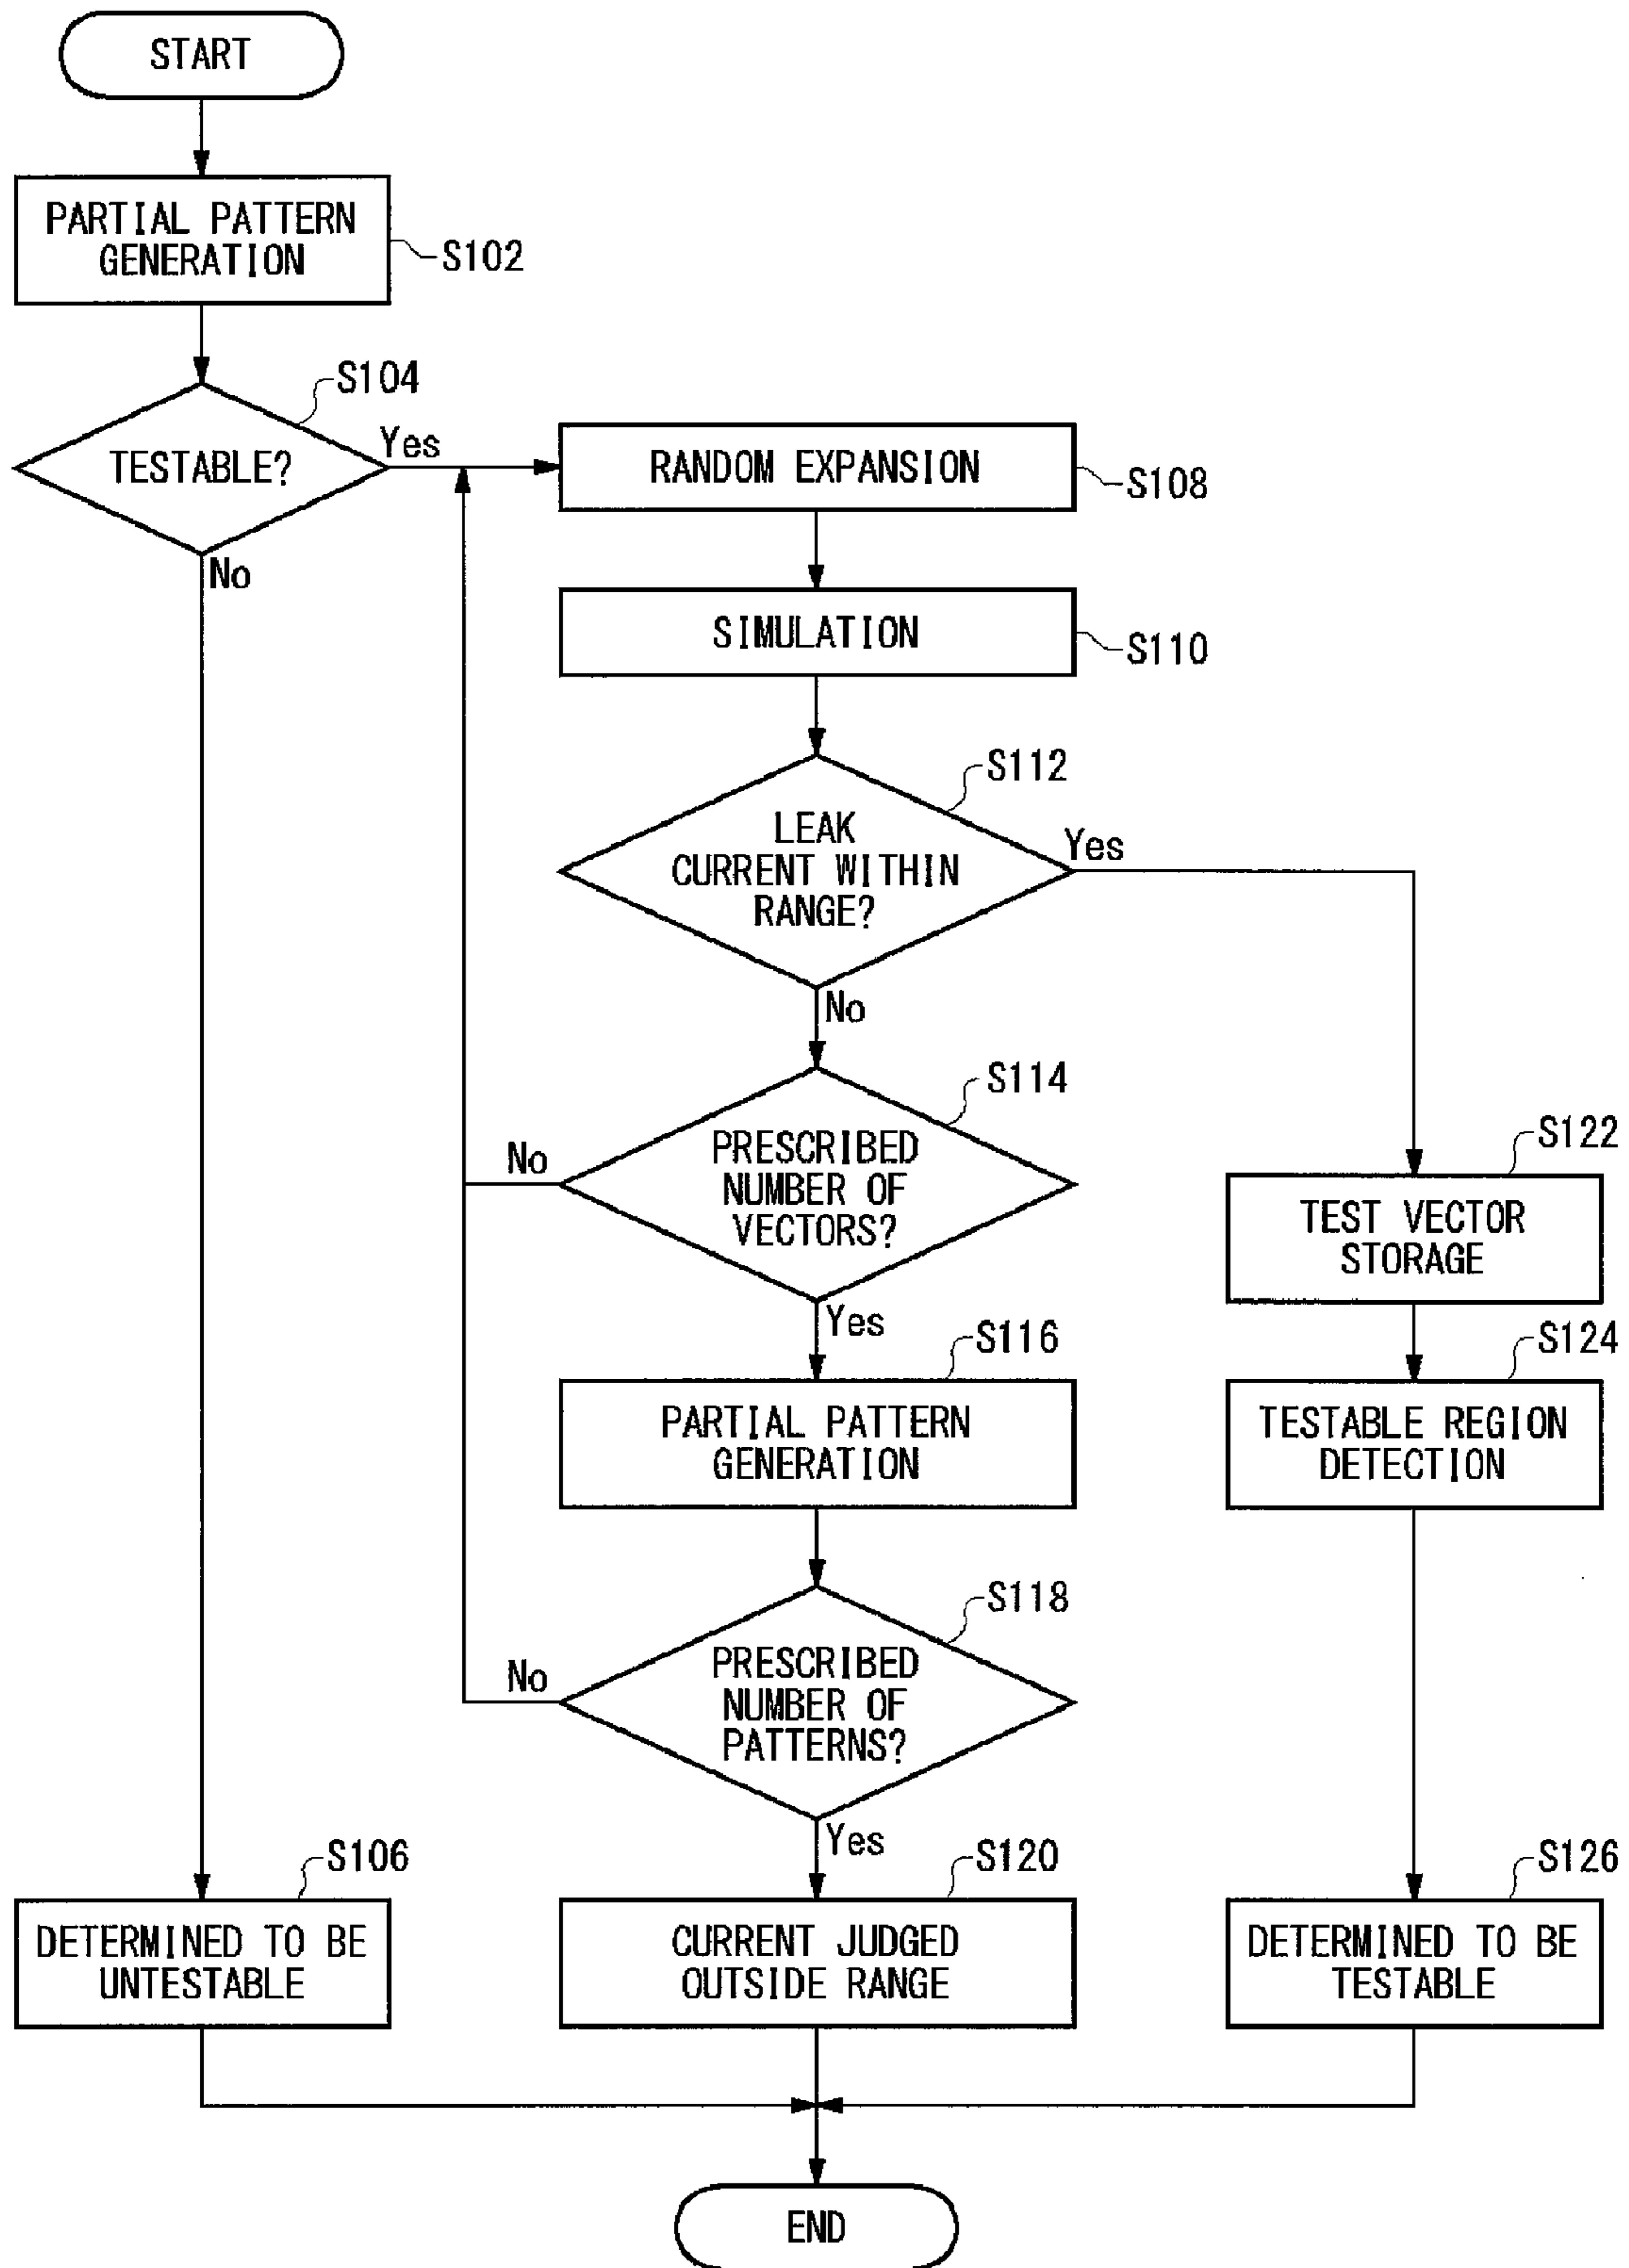 START
PARTIAL PATTERN
GENERATION
S102
S104
TESTABLE?
Yes
No
RANDOM EXPANSION
S108
SIMULATION
S110
S112
LEAK
CURRENT WITHIN
RANGE?
Yes
No
S114
PRESCRIBED
NUMBER OF
VECTORS?
No
Yes
S122
TEST VECTOR
STORAGE
S116
PARTIAL PATTERN
GENERATION
S124
TESTABLE REGION
DETECTION
S118
PRESCRIBED
NUMBER OF
PATTERNS?
No
Yes
S106
DETERMINED TO BE
UNTESTABLE
S120
CURRENT JUDGED
OUTSIDE RANGE
S126
DETERMINED TO BE
TESTABLE
END